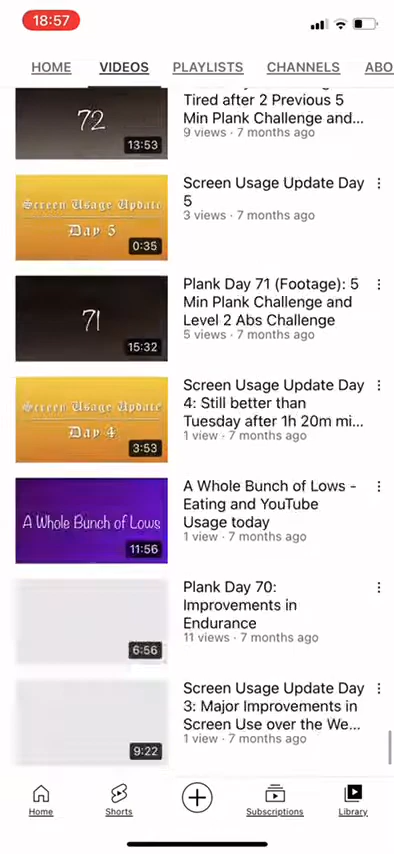 18:57
HOME VIDEOS PLAYLISTS CHANNELS ABO
72
13:53
Tired after 2 Previous 5
Min Plank Challenge and...
9 views · 7 months ago
Screen Usage Update
Day 5
0:35
Screen Usage Update Day
5
3 views · 7 months ago
71
15:32
Plank Day 71 (Footage): 5
Min Plank Challenge and
Level 2 Abs Challenge
5 views · 7 months ago
Screen Usage Update
Day 4
3:53
Screen Usage Update Day
4: Still better than
Tuesday after 1h 20m mi...
1 view · 7 months ago
A Whole Bunch of Lows
11:56
A Whole Bunch of Lows -
Eating and YouTube
Usage today
1 view · 7 months ago
6:56
Plank Day 70:
Improvements in
Endurance
11 views · 7 months ago
9:22
Screen Usage Update Day
3: Major Improvements in
Screen Use over the We...
1 view · 7 months ago
Home Shorts Subscriptions Library